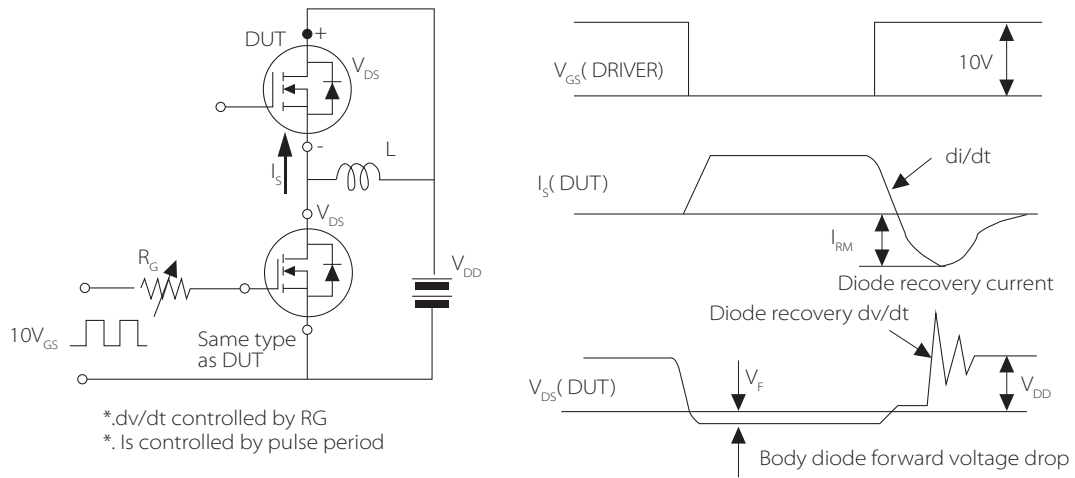 DUT
+
V_DS
-
L
I_S
V_DS
R_G
V_DD
10V_GS
Same type
as DUT
*.dv/dt controlled by RG
*. Is controlled by pulse period
V_GS( DRIVER)
10V
di/dt
I_S( DUT)
I_RM
Diode recovery current
Diode recovery dv/dt
V_F
V_DS( DUT)
V_DD
Body diode forward voltage drop